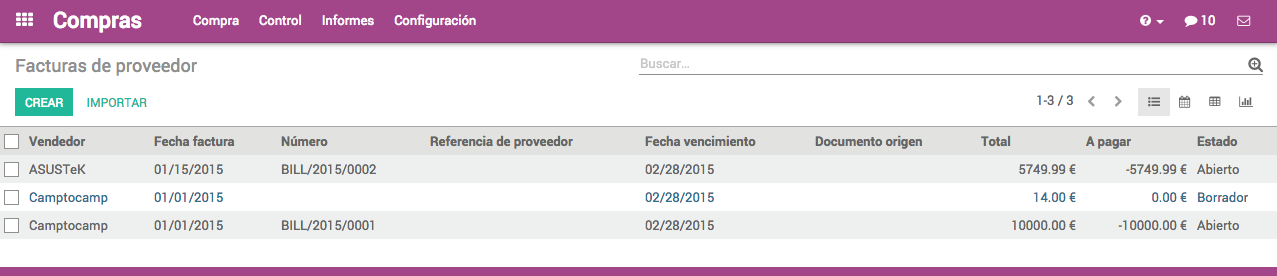 Compras Compra Control Informes Configuración 10
Facturas de proveedor Buscar...
CREAR IMPORTAR 1-3 / 3
Vendedor Fecha factura Número Referencia de proveedor Fecha vencimiento Documento origen Total A pagar Estado
ASUSTeK 01/15/2015 BILL/2015/0002 02/28/2015 5749.99 € -5749.99 € Abierto
Camptocamp 01/01/2015 02/28/2015 14.00 € 0.00 € Borrador
Camptocamp 01/01/2015 BILL/2015/0001 02/28/2015 10000.00 € -10000.00 € Abierto